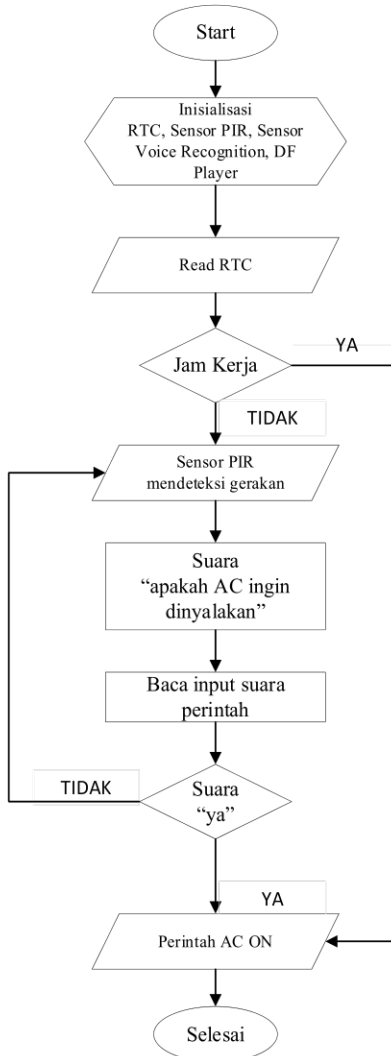 Start
Inisialisasi
RTC, Sensor PIR, Sensor
Voice Recognition, DF
Player
Read RTC
Jam Kerja
YA
TIDAK
Sensor PIR
mendeteksi gerakan
Suara
“apakah AC ingin
dinyalakan”
Baca input suara
perintah
TIDAK
Suara
“ya”
YA
Perintah AC ON
Selesai